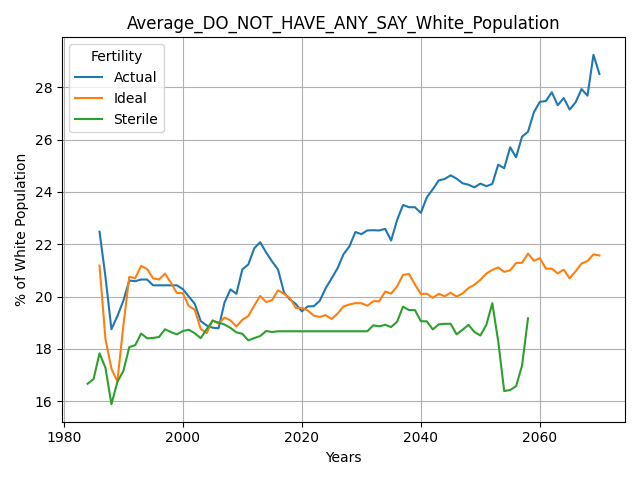 Average_DO_NOT_HAVE_ANY_SAY_White_Population
Fertility
Actual
Ideal
Sterile
28
26
24
22
20
18
16
% of White Population
1980
2000
2020
2040
2060
Years